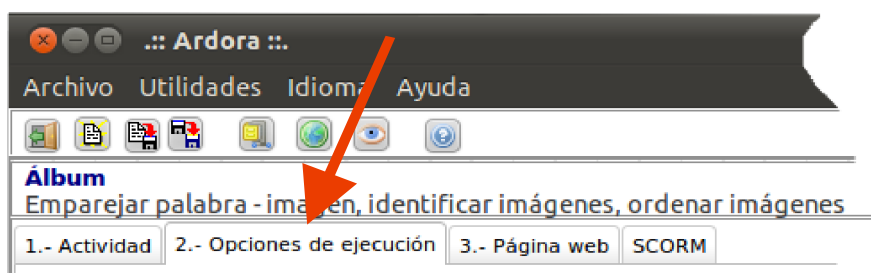 .:: Ardora ::.
Archivo Utilidades Idioma Ayuda
Álbum
Emparejar palabra - imagen, identificar imágenes, ordenar imágenes
1.- Actividad 2.- Opciones de ejecución 3.- Página web SCORM